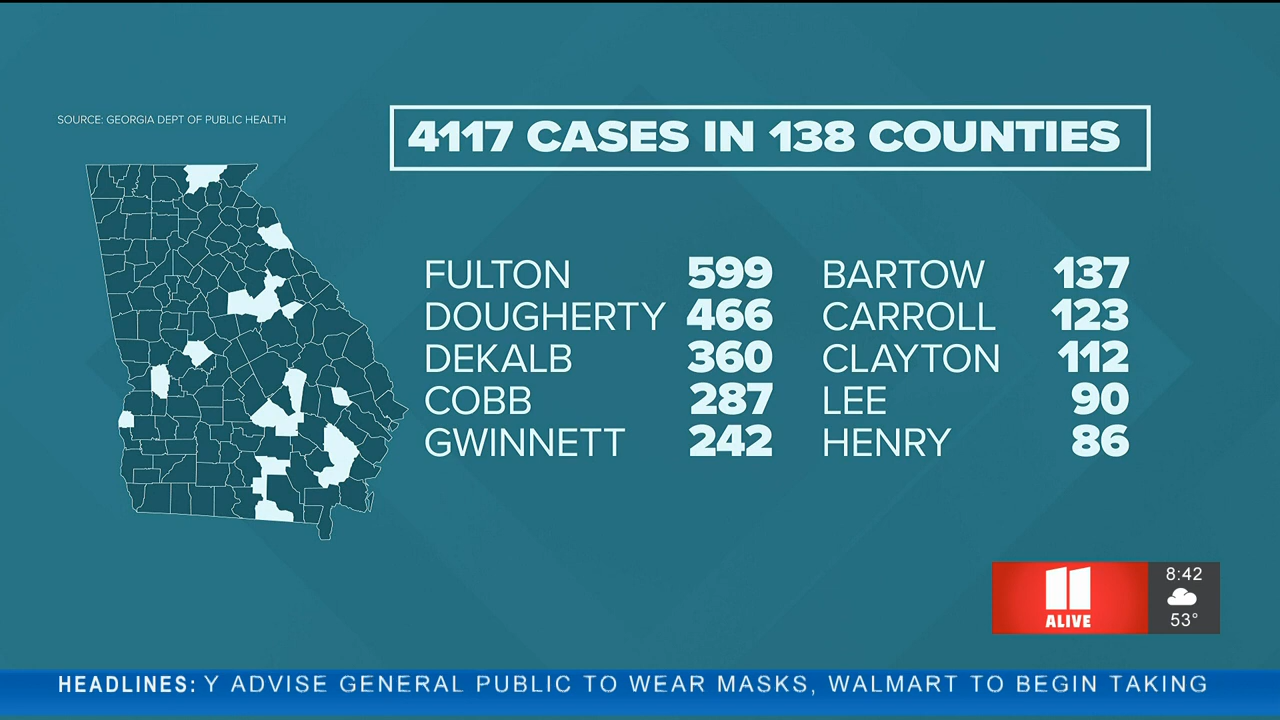 SOURCE: GEORGIA DEPT OF PUBLIC HEALTH
4117 CASES IN 138 COUNTIES
FULTON 599
DOUGHERTY 466
DEKALB 360
COBB 287
GWINNETT 242
BARTOW 137
CARROLL 123
CLAYTON 112
LEE 90
HENRY 86
11
ALIVE
8:42
53°
HEADLINES: Y ADVISE GENERAL PUBLIC TO WEAR MASKS, WALMART TO BEGIN TAKING